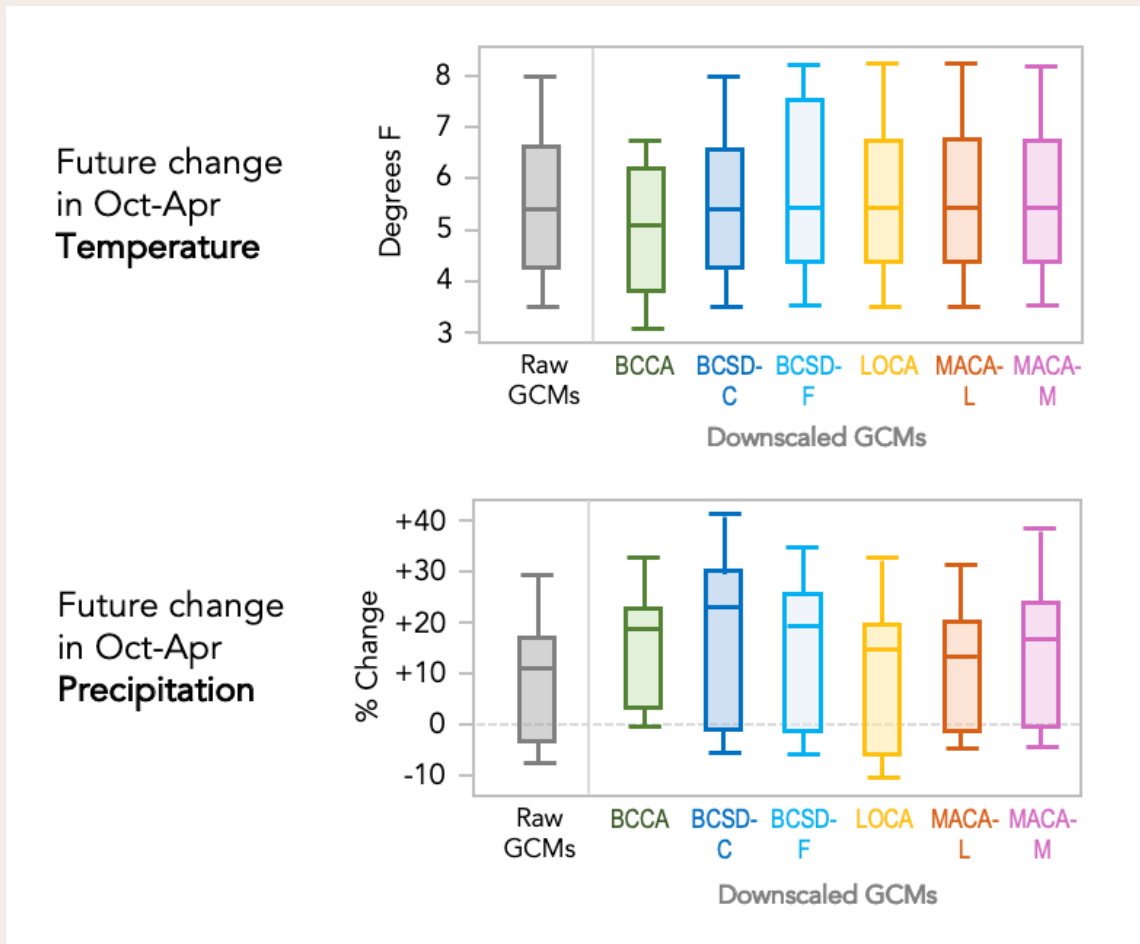 Future change
in Oct-Apr
Temperature
Degrees F
8
7
6
5
4
3
Raw
GCMs
BCCA
BCSD-
C
BCSD-
F
LOCA
MACA-
L
MACA-
M
Downscaled GCMs
Future change
in Oct-Apr
Precipitation
% Change
+40
+30
+20
+10
0
-10
Raw
GCMs
BCCA
BCSD-
C
BCSD-
F
LOCA
MACA-
L
MACA-
M
Downscaled GCMs